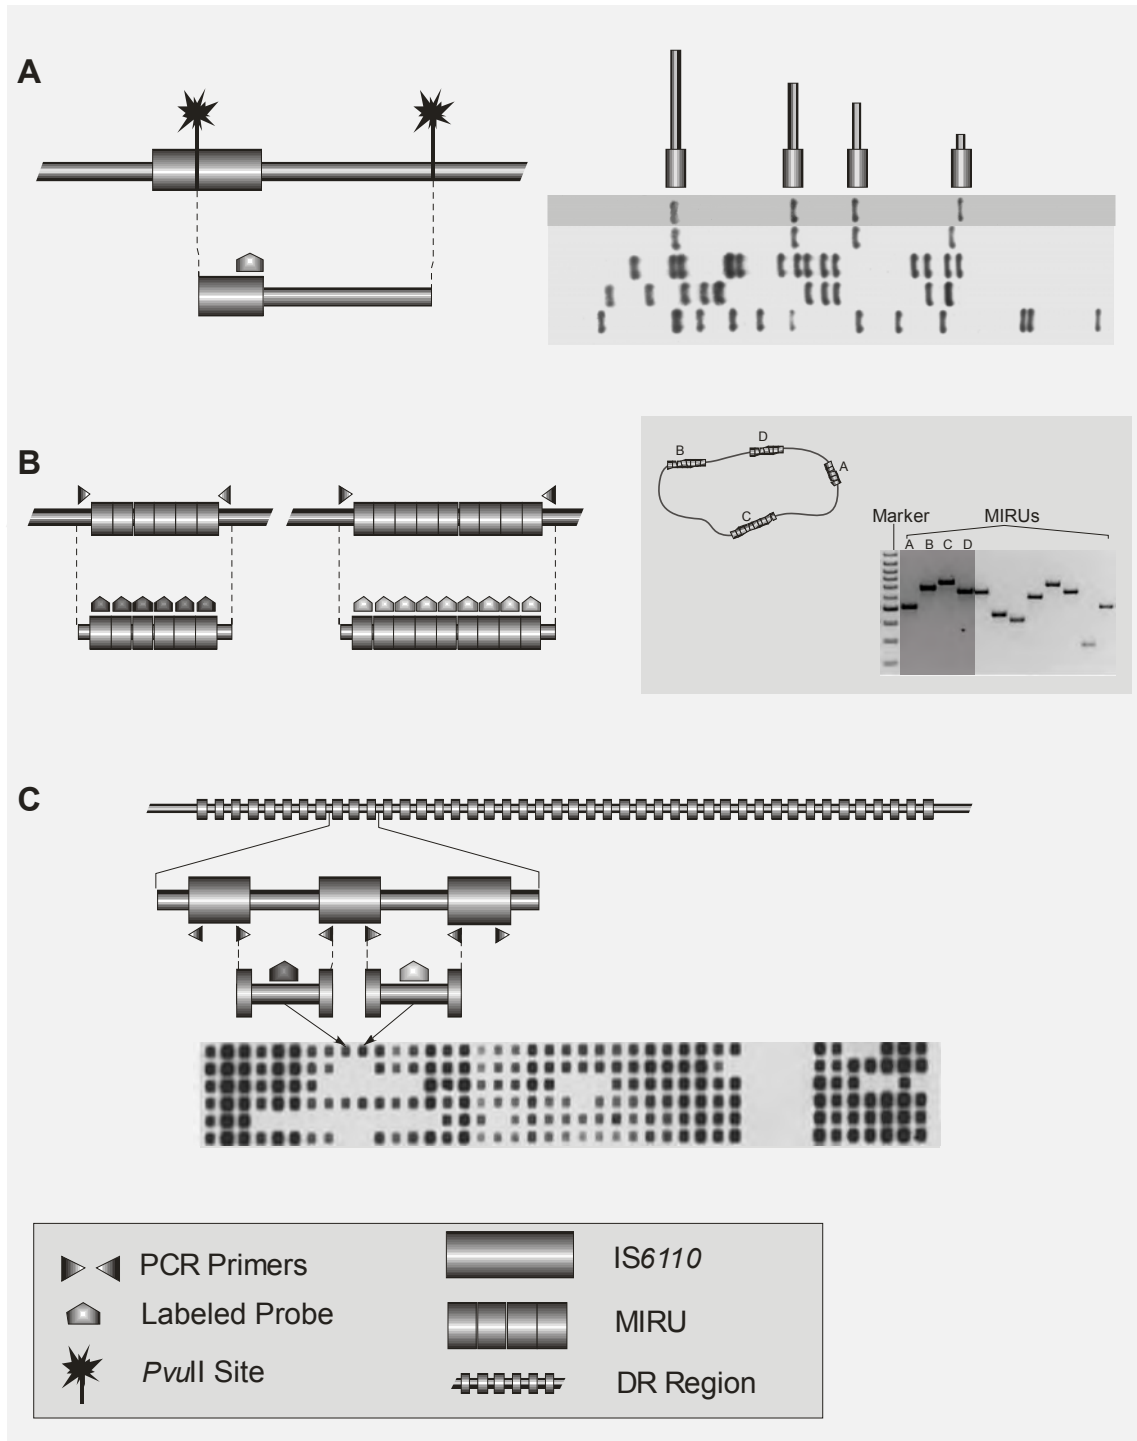 A
B
B
D
A
C
Marker
MIRUs
A B C D
C
PCR Primers
Labeled Probe
PvuII Site
IS6110
MIRU
DR Region